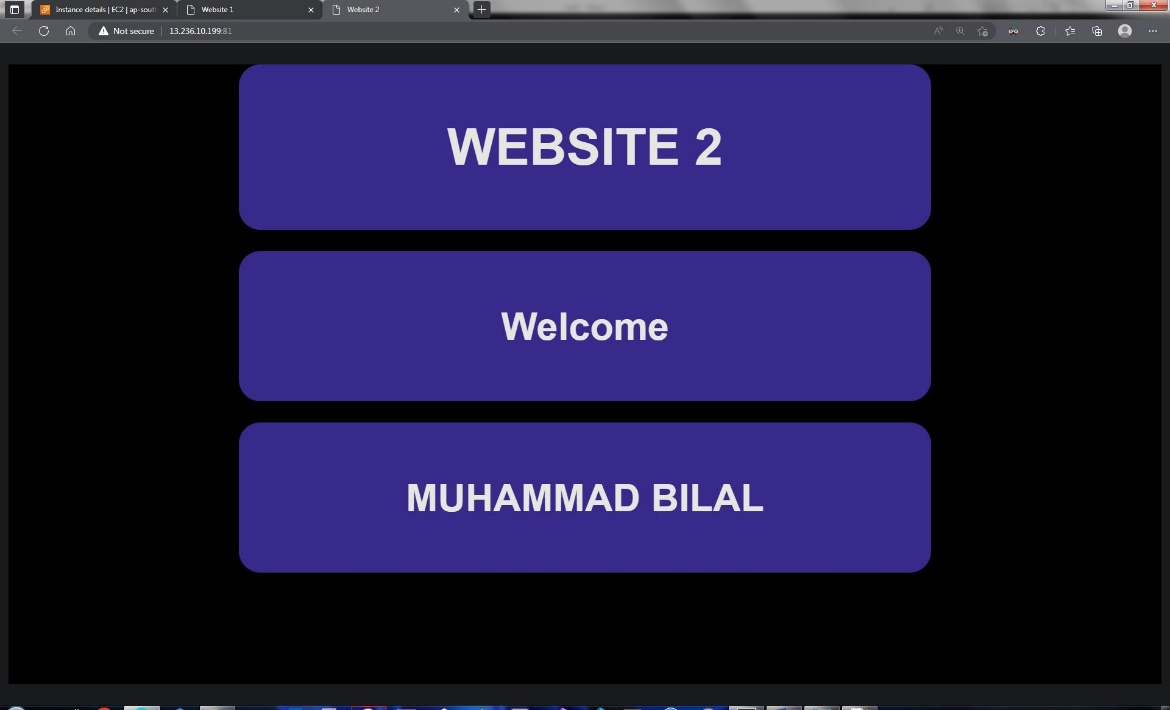 Instance details | EC2 | ap-sout
Website 1
Website 2
Not secure
13.236.10.199:81
WEBSITE 2
Welcome
MUHAMMAD BILAL